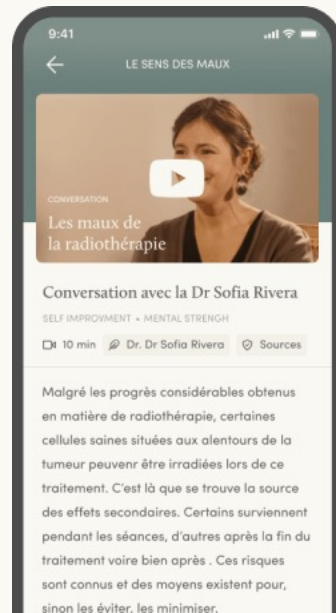 9:41
LE SENS DES MAUX
CONVERSATION
Les maux de
la radiothérapie
Conversation avec la Dr Sofia Rivera
SELF IMPROVMENT • MENTAL STRENGH
10 min Dr. Dr Sofia Rivera Sources
Malgré les progrès considérables obtenus
en matière de radiothérapie, certaines
cellules saines situées aux alentours de la
tumeur peuvenr être irradiées lors de ce
traitement. C'est là que se trouve la source
des effets secondaires. Certains surviennent
pendant les séances, d'autres après la fin du
traitement voire bien après . Ces risques
sont connus et des moyens existent pour,
sinon les éviter, les minimiser.